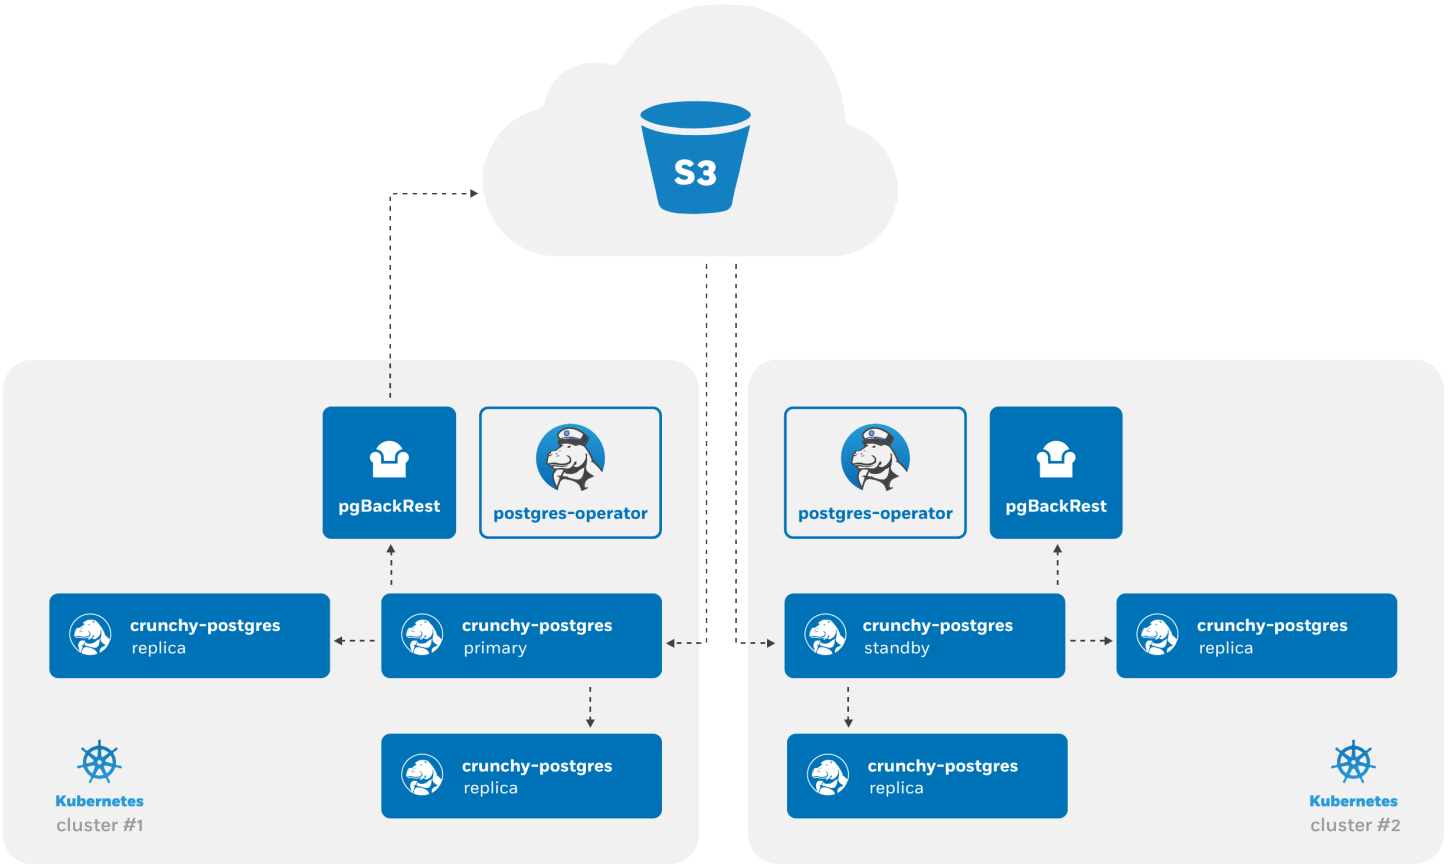 S3
pgBackRest
postgres-operator
crunchy-postgres
replica
crunchy-postgres
primary
crunchy-postgres
replica
Kubernetes
cluster #1
postgres-operator
pgBackRest
crunchy-postgres
standby
crunchy-postgres
replica
crunchy-postgres
replica
Kubernetes
cluster #2